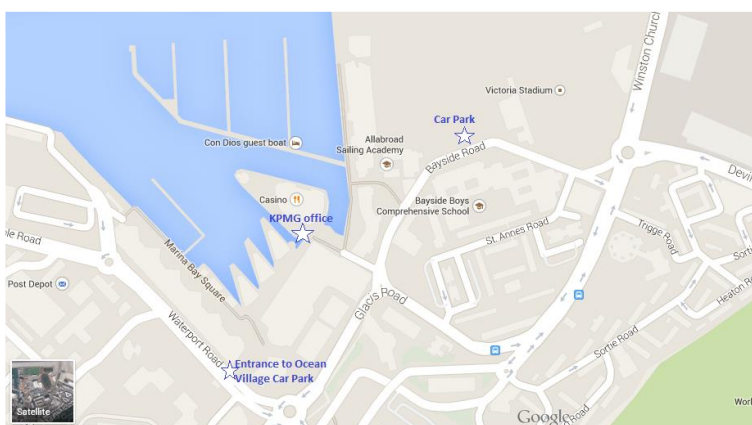 Winston Church
Victoria Stadium
Car Park
Con Dios guest boat
Allabroad
Sailing Academy
Bayside Road
Devil
Casino
Bayside Boys
Comprehensive School
KPMG office
St. Annes Road
Trigge Road
ole Road
Marina Bay Square
Sorti
Post Depot
Glacis Road
Heaton Ro
Waterport Road
Sortie Road
Entrance to Ocean
Village Car Park
Satellite
Google
Road
Worl